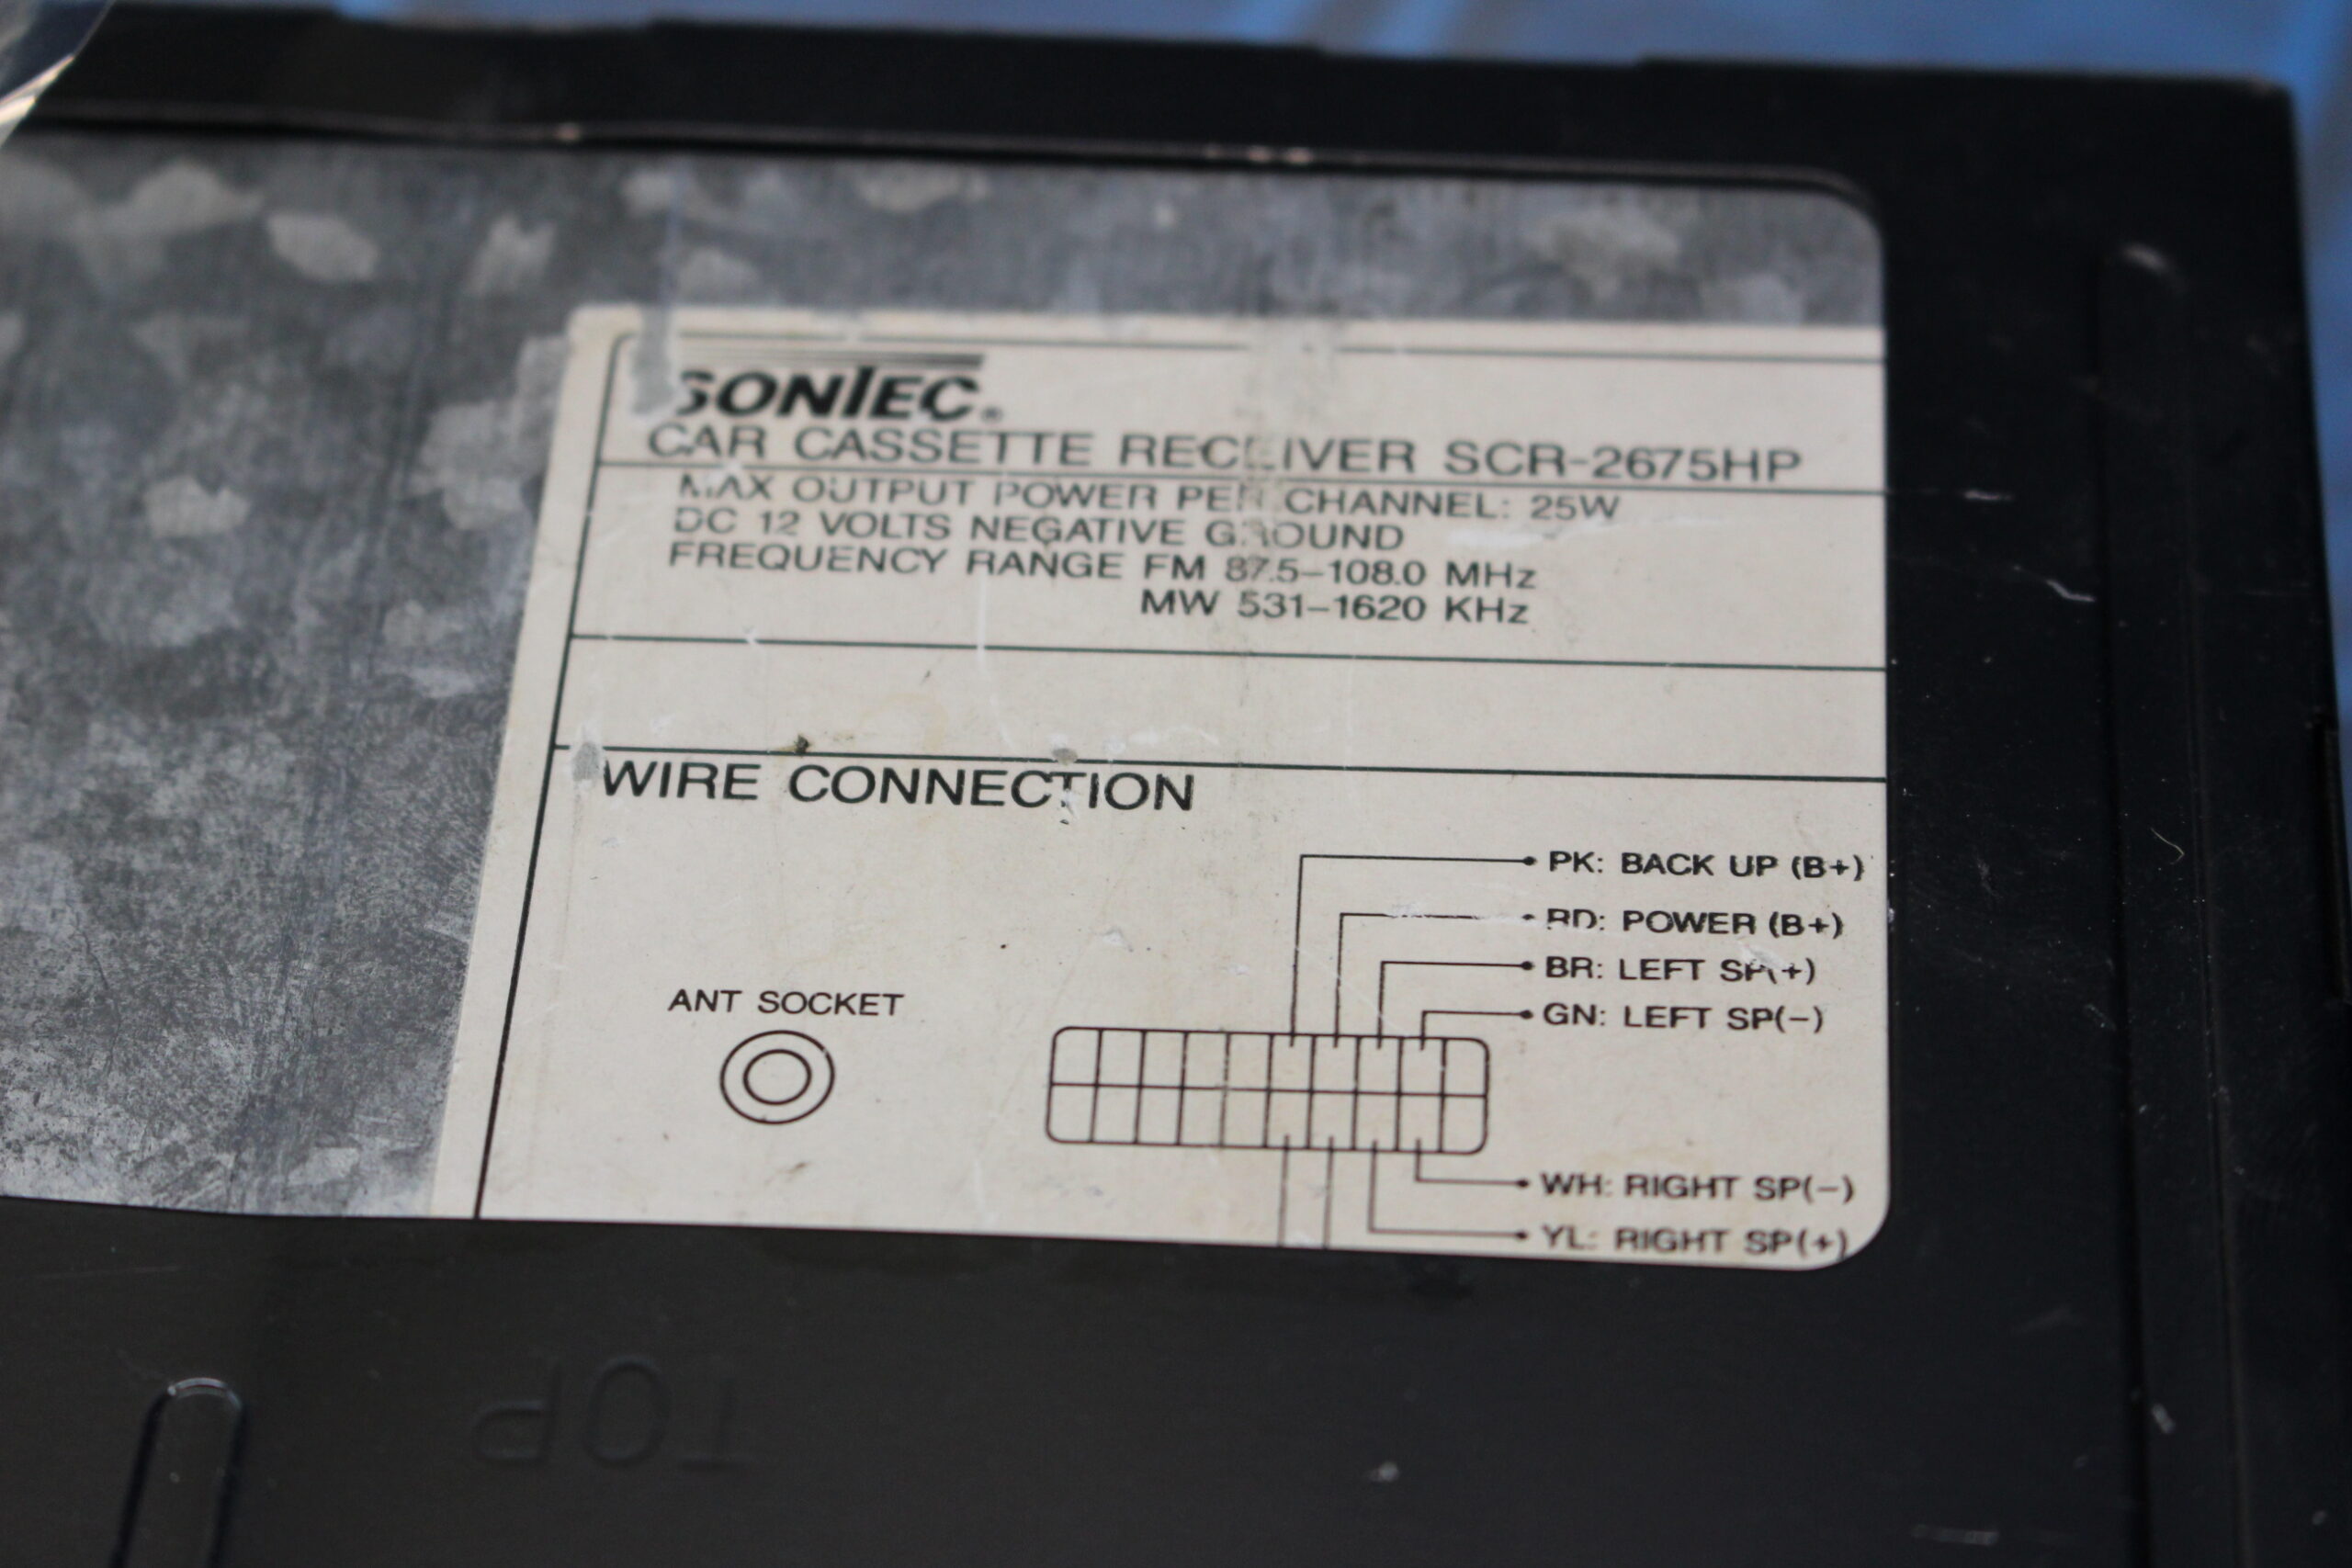 SONTEC®
CAR CASSETTE RECEIVER SCR-2675HP
MAX OUTPUT POWER PER CHANNEL: 25W
DC 12 VOLTS NEGATIVE GROUND
FREQUENCY RANGE FM 87.5–108.0 MHz
MW 531–1620 KHz
WIRE CONNECTION
PK: BACK UP (B+)
RD: POWER (B+)
BR: LEFT SP(+)
GN: LEFT SP(–)
ANT SOCKET
WH: RIGHT SP(–)
YL: RIGHT SP(+)
TOP